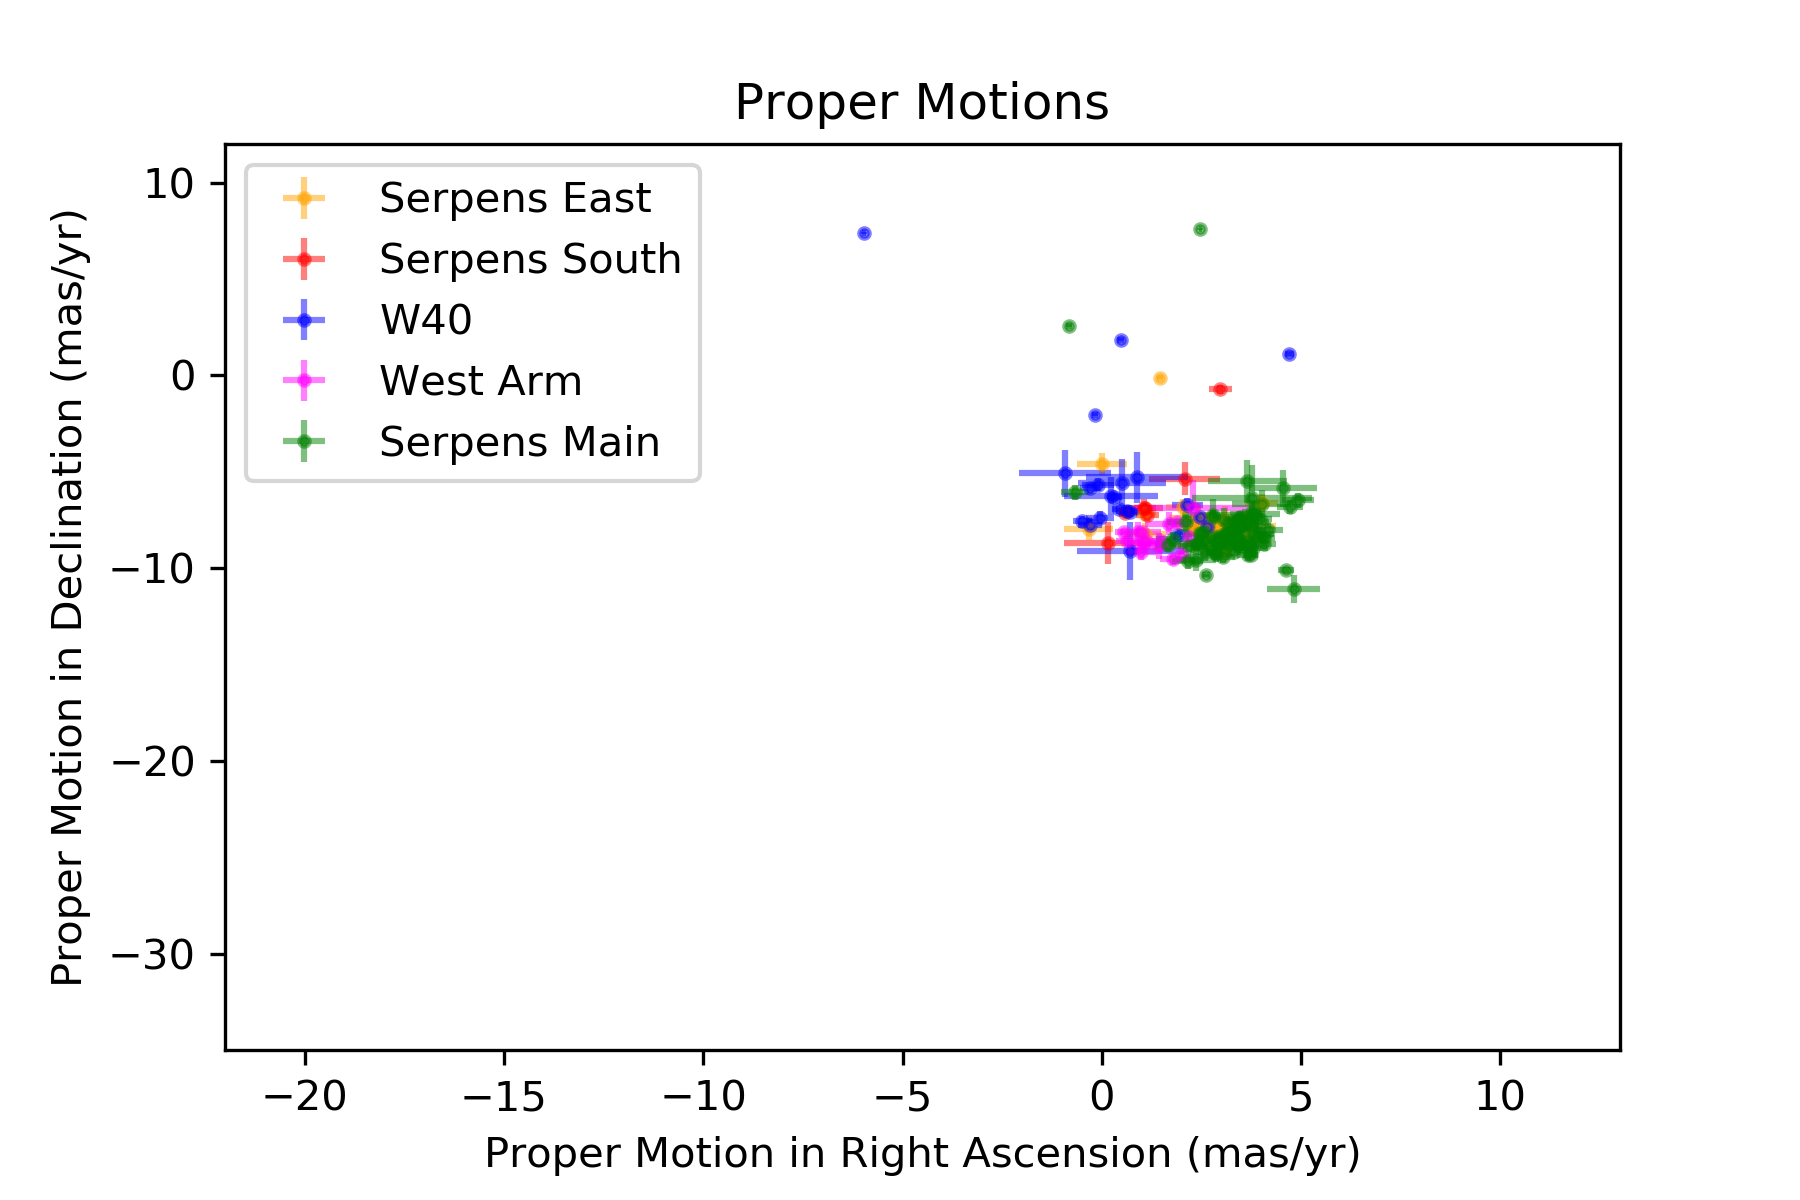 Proper Motions
Proper Motion in Declination (mas/yr)
10
0
−10
−20
−30
Serpens East
Serpens South
W40
West Arm
Serpens Main
−20 −15 −10 −5 0 5 10
Proper Motion in Right Ascension (mas/yr)